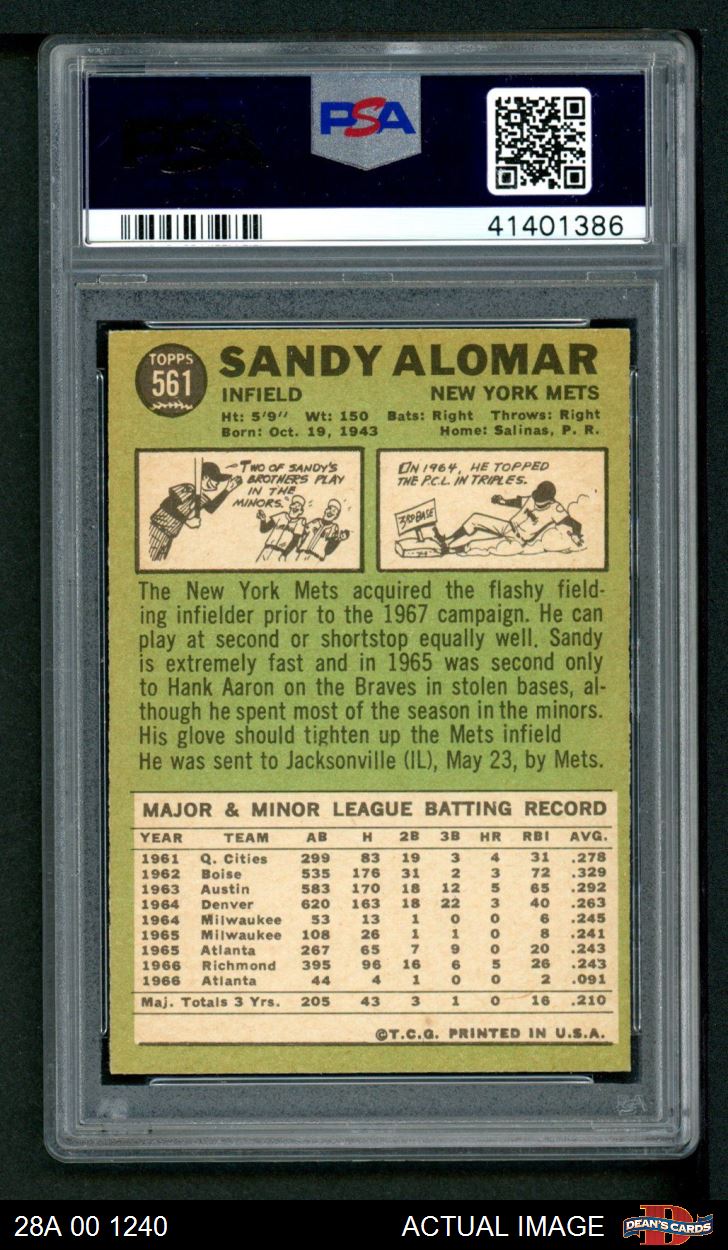 PSA
41401386
TOPPS
561
SANDY ALOMAR
INFIELD NEW YORK METS
Ht: 5'9" Wt: 150 Bats: Right Throws: Right
Born: Oct. 19, 1943 Home: Salinas, P. R.
TWO OF SANDY'S
BROTHERS PLAY
IN THE
MINORS.
IN 1964, HE TOPPED
THE P.C.L. IN TRIPLES.
3RD BASE
The New York Mets acquired the flashy field-
ing infielder prior to the 1967 campaign. He can
play at second or shortstop equally well. Sandy
is extremely fast and in 1965 was second only
to Hank Aaron on the Braves in stolen bases, al-
though he spent most of the season in the minors.
His glove should tighten up the Mets infield
He was sent to Jacksonville (IL), May 23, by Mets.
MAJOR & MINOR LEAGUE BATTING RECORD
YEAR TEAM AB H 2B 3B HR RBI AVG.
1961 Q. Cities 299 83 19 3 4 31 .278
1962 Boise 535 176 31 2 3 72 .329
1963 Austin 583 170 18 12 5 65 .292
1964 Denver 620 163 18 22 3 40 .263
1964 Milwaukee 53 13 1 0 0 6 .245
1965 Milwaukee 108 26 1 1 0 8 .241
1965 Atlanta 267 65 7 9 0 20 .243
1966 Richmond 395 96 16 6 5 26 .243
1966 Atlanta 44 4 1 0 0 2 .091
Maj. Totals 3 Yrs. 205 43 3 1 0 16 .210
©T.C.G. PRINTED IN U.S.A.
28A 00 1240 ACTUAL IMAGE DEAN'S CARDS